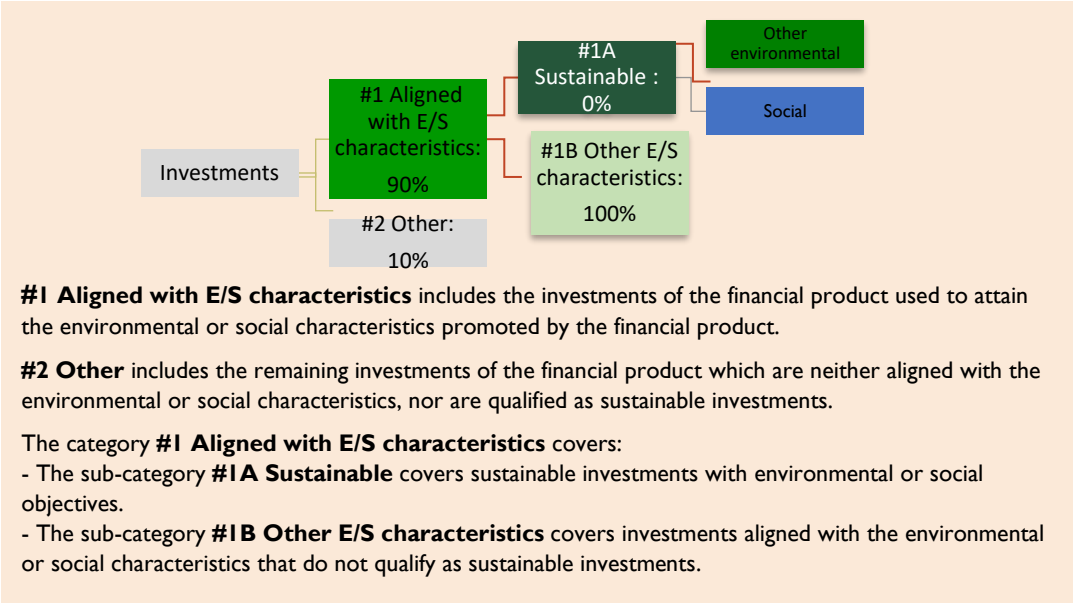 Other
environmental
#1A
Sustainable :
0%
Social
#1 Aligned
with E/S
characteristics:
90%
#1B Other E/S
characteristics:
100%
Investments
#2 Other:
10%
#1 Aligned with E/S characteristics includes the investments of the financial product used to attain
the environmental or social characteristics promoted by the financial product.
#2 Other includes the remaining investments of the financial product which are neither aligned with the
environmental or social characteristics, nor are qualified as sustainable investments.
The category #1 Aligned with E/S characteristics covers:
- The sub-category #1A Sustainable covers sustainable investments with environmental or social
objectives.
- The sub-category #1B Other E/S characteristics covers investments aligned with the environmental
or social characteristics that do not qualify as sustainable investments.